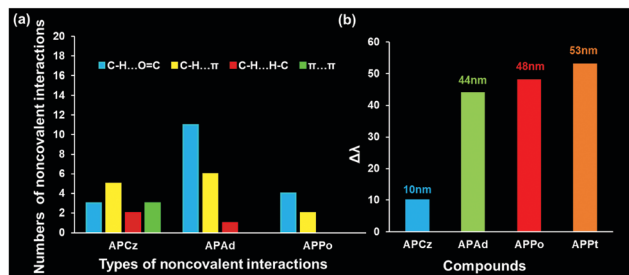 (a)
Numbers of noncovalent interactions
20
18
16
14
12
10
8
6
4
2
0
C-H...O=C C-H...π C-H...H-C π...π
APCz APAd APPo
Types of noncovalent interactions
(b)
Δλ
60
50
40
30
20
10
0
10nm
44nm
48nm
53nm
APCz APAd APPo APPt
Compounds